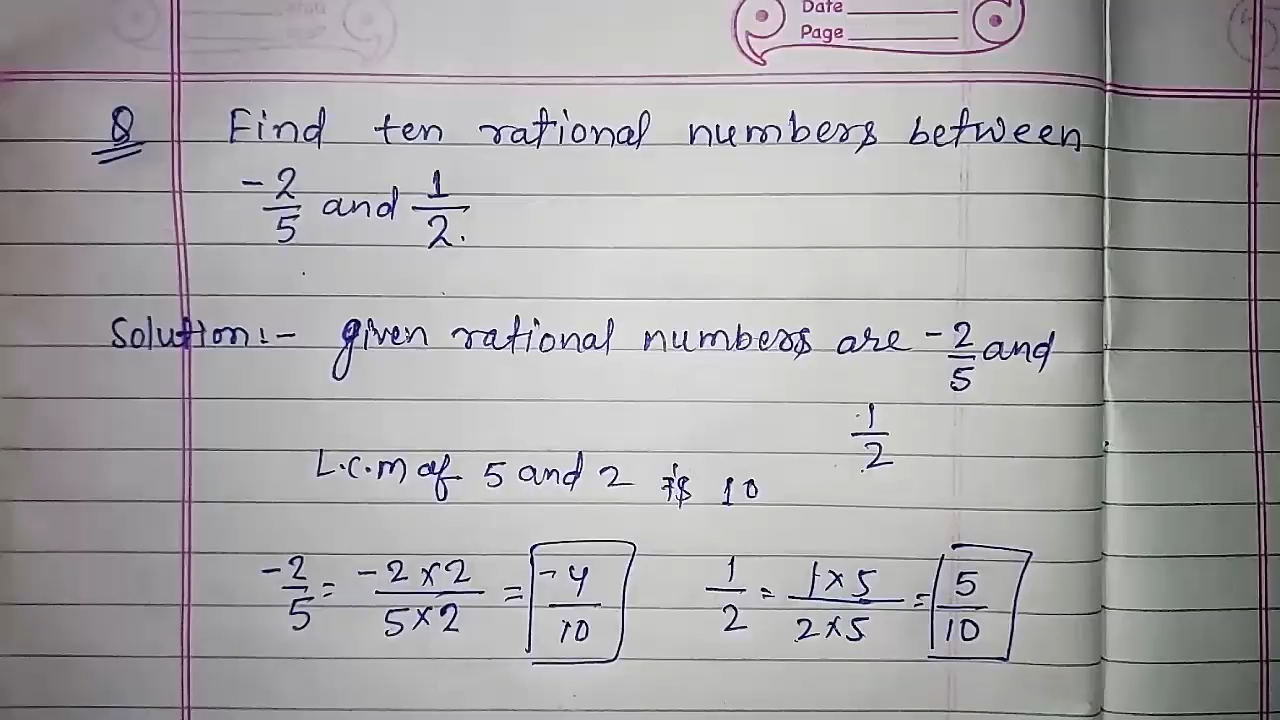 Date
Page
Q Find ten rational numbers between
-2/5 and 1/2.
Solution:- given rational numbers are -2/5 and
1/2
L.C.M of 5 and 2 is 10
-2/5 = -2×2/5×2 = -4/10 1/2 = 1×5/2×5 = 5/10